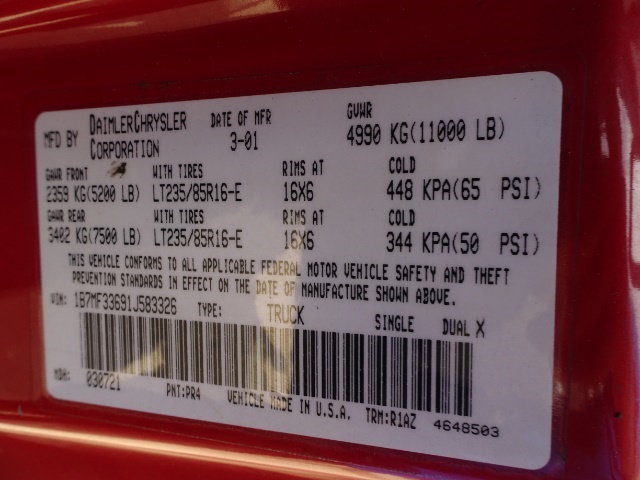 MFD BY DAIMLERCHRYSLER CORPORATION DATE OF MFR 3-01 GVWR 4990 KG(11000 LB)
GAWR FRONT WITH TIRES RIMS AT COLD
2359 KG(5200 LB) LT235/85R16-E 16X6 448 KPA(65 PSI)
GAWR REAR WITH TIRES RIMS AT COLD
3402 KG(7500 LB) LT235/85R16-E 16X6 344 KPA(50 PSI)
THIS VEHICLE CONFORMS TO ALL APPLICABLE FEDERAL MOTOR VEHICLE SAFETY AND THEFT
PREVENTION STANDARDS IN EFFECT ON THE DATE OF MANUFACTURE SHOWN ABOVE.
VIN: 1B7MF33691J583326 TYPE: TRUCK SINGLE DUAL X
MDH: 030721 PNT:PR4 VEHICLE MADE IN U.S.A. TRM:R1AZ 4648503